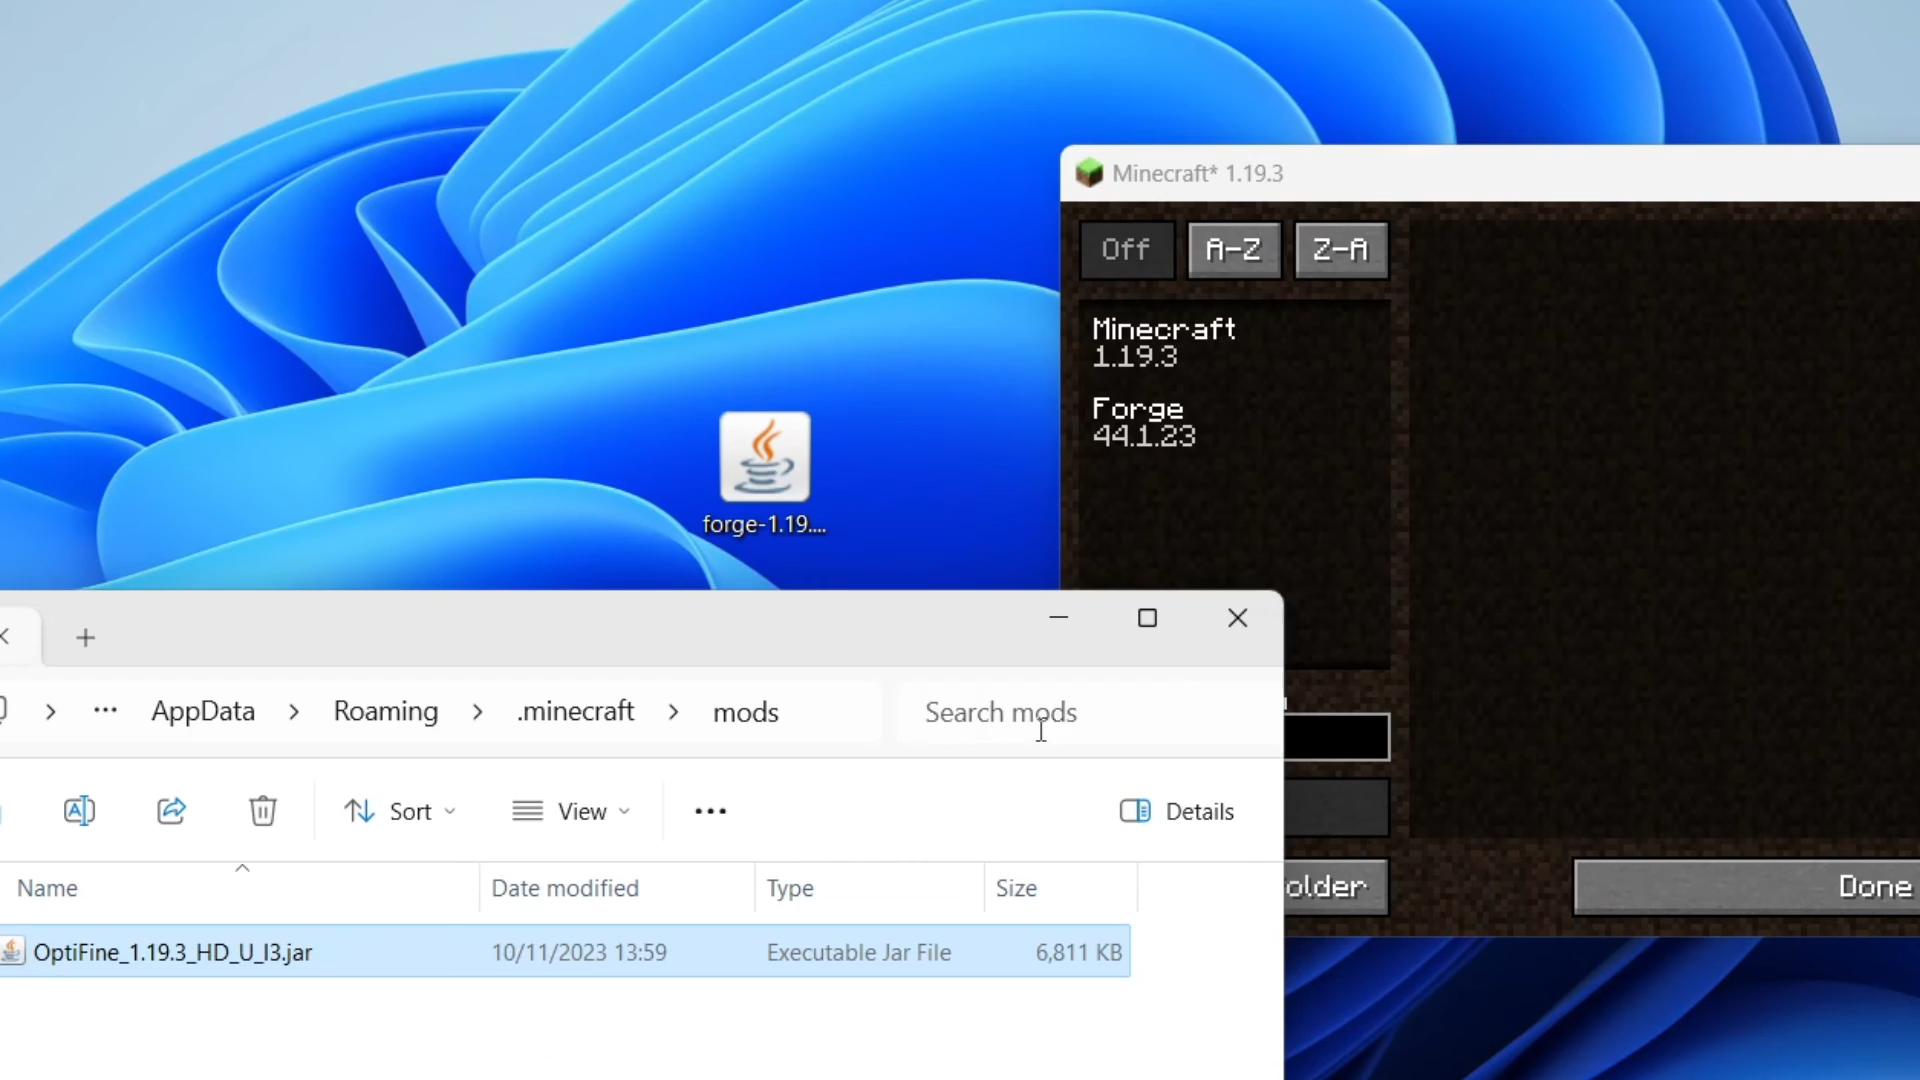 Minecraft* 1.19.3
Off A-Z Z-A
Minecraft
1.19.3
Forge
44.1.23
forge-1.19....
AppData > Roaming > .minecraft > mods
Search mods
Sort View ••• Details
Name Date modified Type Size
OptiFine_1.19.3_HD_U_I3.jar 10/11/2023 13:59 Executable Jar File 6,811 KB
older
Done